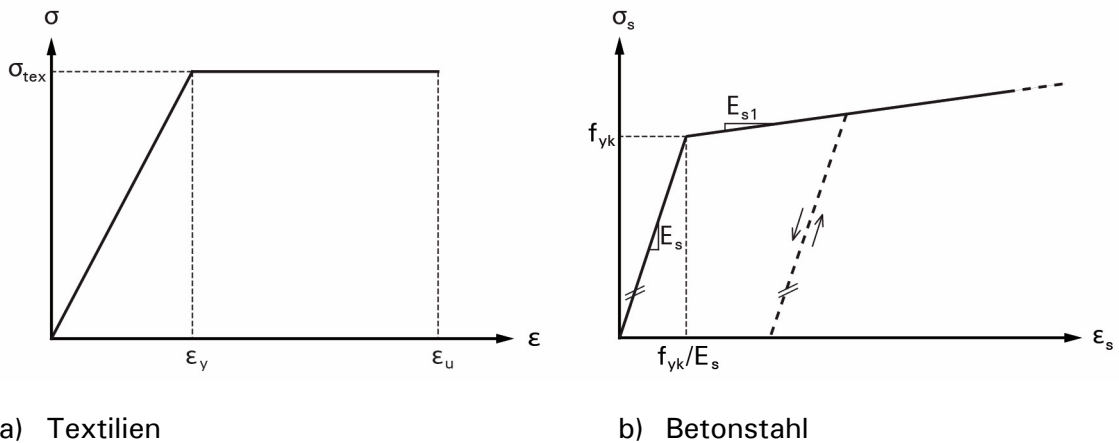 σ
σtex
εy
εu
ε
a) Textilien
σs
Es1
fyk
Es
fyk/Es
εs
b) Betonstahl